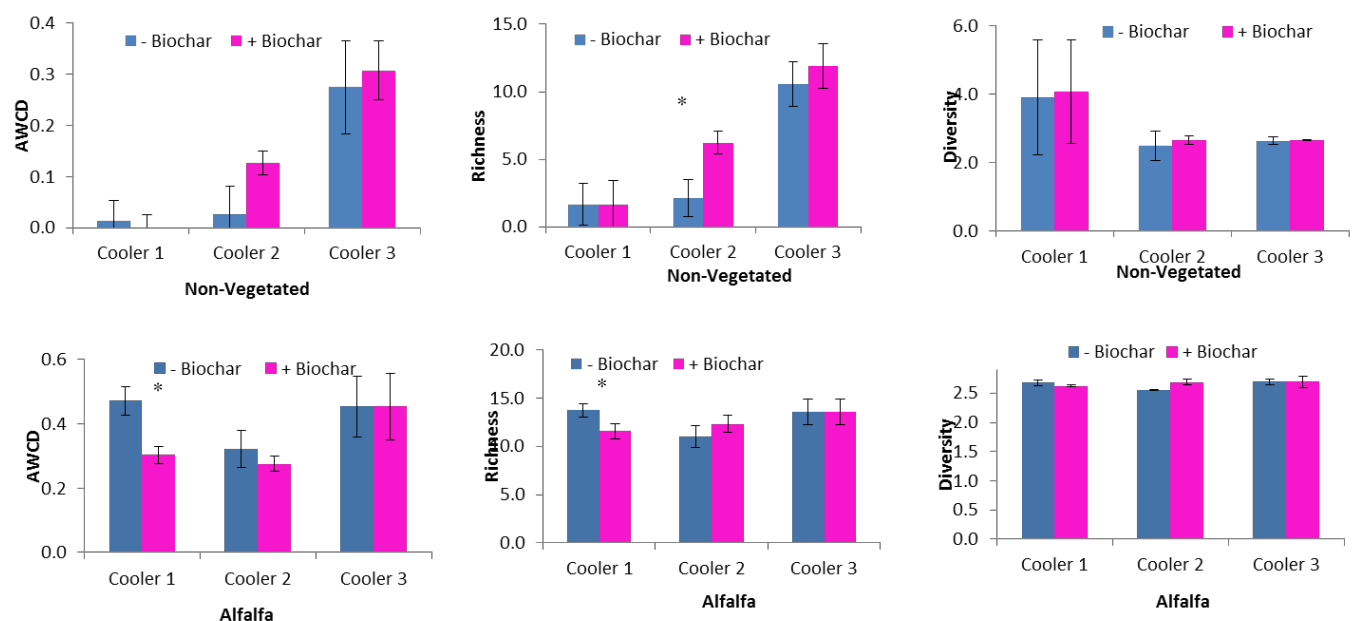 AWCD
0.4
0.3
0.2
0.1
0.0
- Biochar + Biochar
Cooler 1 Cooler 2 Cooler 3
Non-Vegetated
Richness
15.0
10.0
5.0
0.0
- Biochar + Biochar
*
Cooler 1 Cooler 2 Cooler 3
Non-Vegetated
Diversity
6.0
4.0
2.0
0.0
- Biochar + Biochar
Cooler 1 Cooler 2 Cooler 3
Non-Vegetated
AWCD
0.6
0.4
0.2
0.0
- Biochar + Biochar
*
Cooler 1 Cooler 2 Cooler 3
Alfalfa
Richness
20.0
15.0
10.0
5.0
0.0
- Biochar + Biochar
*
Cooler 1 Cooler 2 Cooler 3
Alfalfa
Diversity
2.5
2.0
1.5
1.0
0.5
0.0
- Biochar + Biochar
Cooler 1 Cooler 2 Cooler 3
Alfalfa